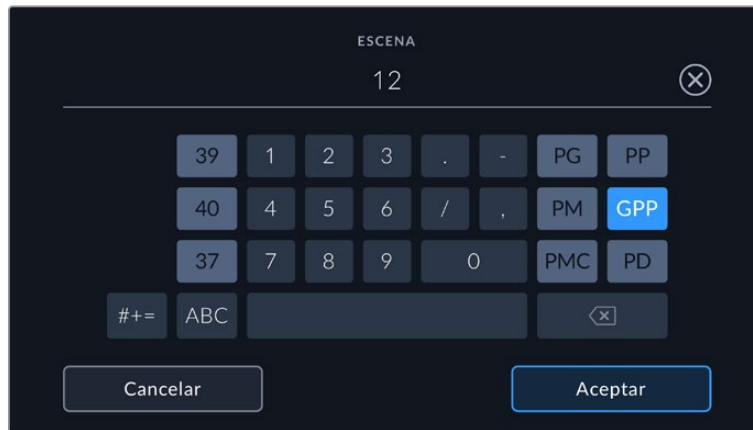 ESCENA
12
39 1 2 3 . - PG PP
40 4 5 6 / , PM GPP
37 7 8 9 0 PMC PD
#+= ABC
Cancelar Aceptar